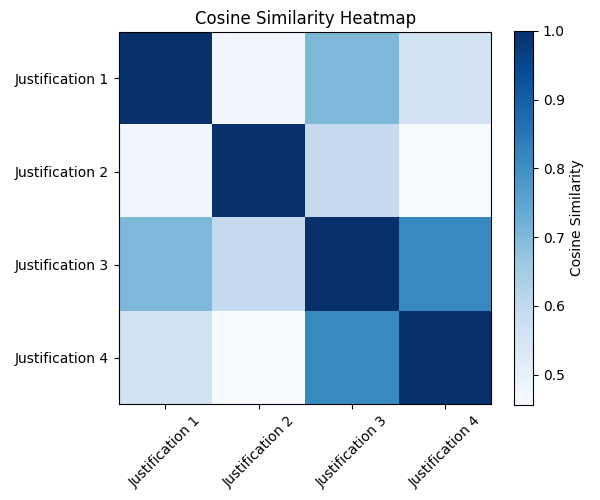 Cosine Similarity Heatmap
Justification 1
Justification 2
Justification 3
Justification 4
Justification 1
Justification 2
Justification 3
Justification 4
1.0
0.9
0.8
0.7
0.6
0.5
Cosine Similarity